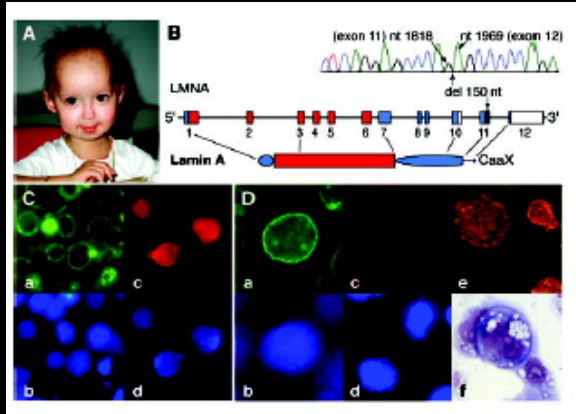 A
B
(exon 11) nt 1818
nt 1969 (exon 12)
LMNA
del 150 nt
5'
-3'
1 2 3 4 5 6 7 8 9 10 11 12
Lamin A
CaaX
C
D
a
c
a
c
e
b
d
b
d
f